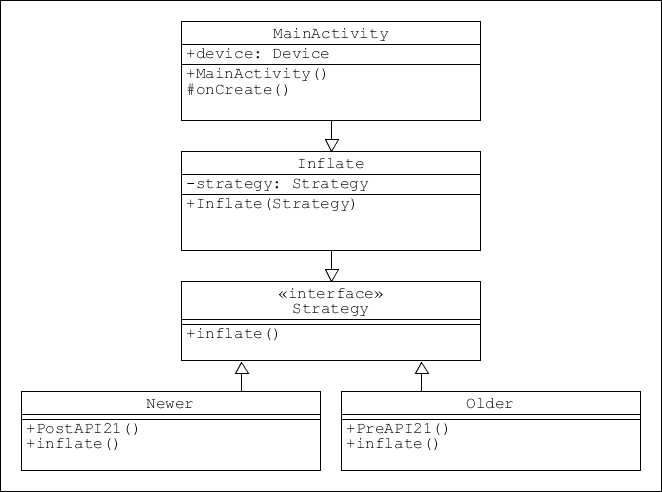 MainActivity
+device: Device
+MainActivity()
#onCreate()
Inflate
-strategy: Strategy
+Inflate(Strategy)
«interface»
Strategy
+inflate()
Newer
+PostAPI21()
+inflate()
Older
+PreAPI21()
+inflate()